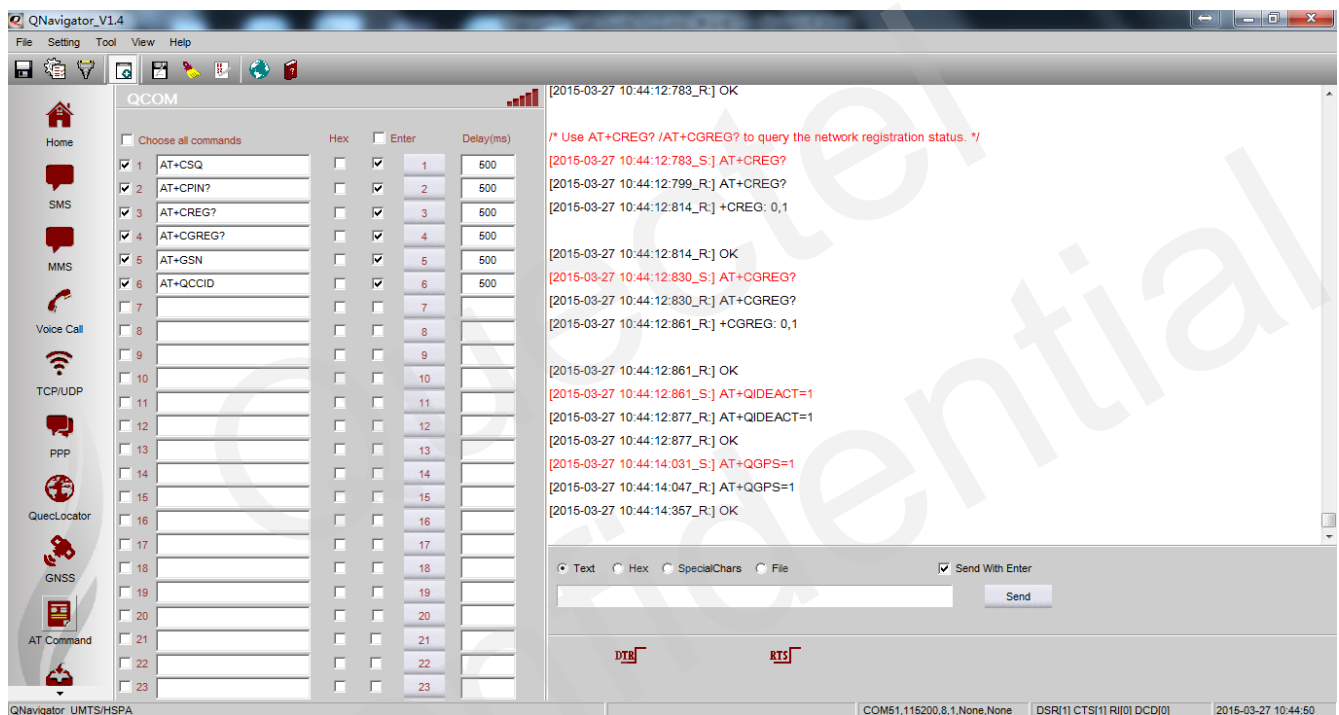 QNavigator_V1.4
File Setting Tool View Help
QCOM
Home
SMS
MMS
Voice Call
TCP/UDP
PPP
QuecLocator
GNSS
AT Command
Choose all commands Hex Enter Delay(ms)
1 AT+CSQ 1 500
2 AT+CPIN? 2 500
3 AT+CREG? 3 500
4 AT+CGREG? 4 500
5 AT+GSN 5 500
6 AT+QCCID 6 500
7 7
8 8
9 9
10 10
11 11
12 12
13 13
14 14
15 15
16 16
17 17
18 18
19 19
20 20
21 21
22 22
23 23
[2015-03-27 10:44:12:783_R:] OK
/* Use AT+CREG? /AT+CGREG? to query the network registration status. */
[2015-03-27 10:44:12:783_S:] AT+CREG?
[2015-03-27 10:44:12:799_R:] AT+CREG?
[2015-03-27 10:44:12:814_R:] +CREG: 0,1
[2015-03-27 10:44:12:814_R:] OK
[2015-03-27 10:44:12:830_S:] AT+CGREG?
[2015-03-27 10:44:12:830_R:] AT+CGREG?
[2015-03-27 10:44:12:861_R:] +CGREG: 0,1
[2015-03-27 10:44:12:861_R:] OK
[2015-03-27 10:44:12:861_S:] AT+QIDEACT=1
[2015-03-27 10:44:12:877_R:] AT+QIDEACT=1
[2015-03-27 10:44:12:877_R:] OK
[2015-03-27 10:44:14:031_S:] AT+QGPS=1
[2015-03-27 10:44:14:047_R:] AT+QGPS=1
[2015-03-27 10:44:14:357_R:] OK
Text Hex SpecialChars File Send With Enter
Send
DTR RTS
QNavigator UMTS/HSPA COM51,115200,8,1,None,None DSR[1] CTS[1] RI[0] DCD[0] 2015-03-27 10:44:50
Quectel
Confidential